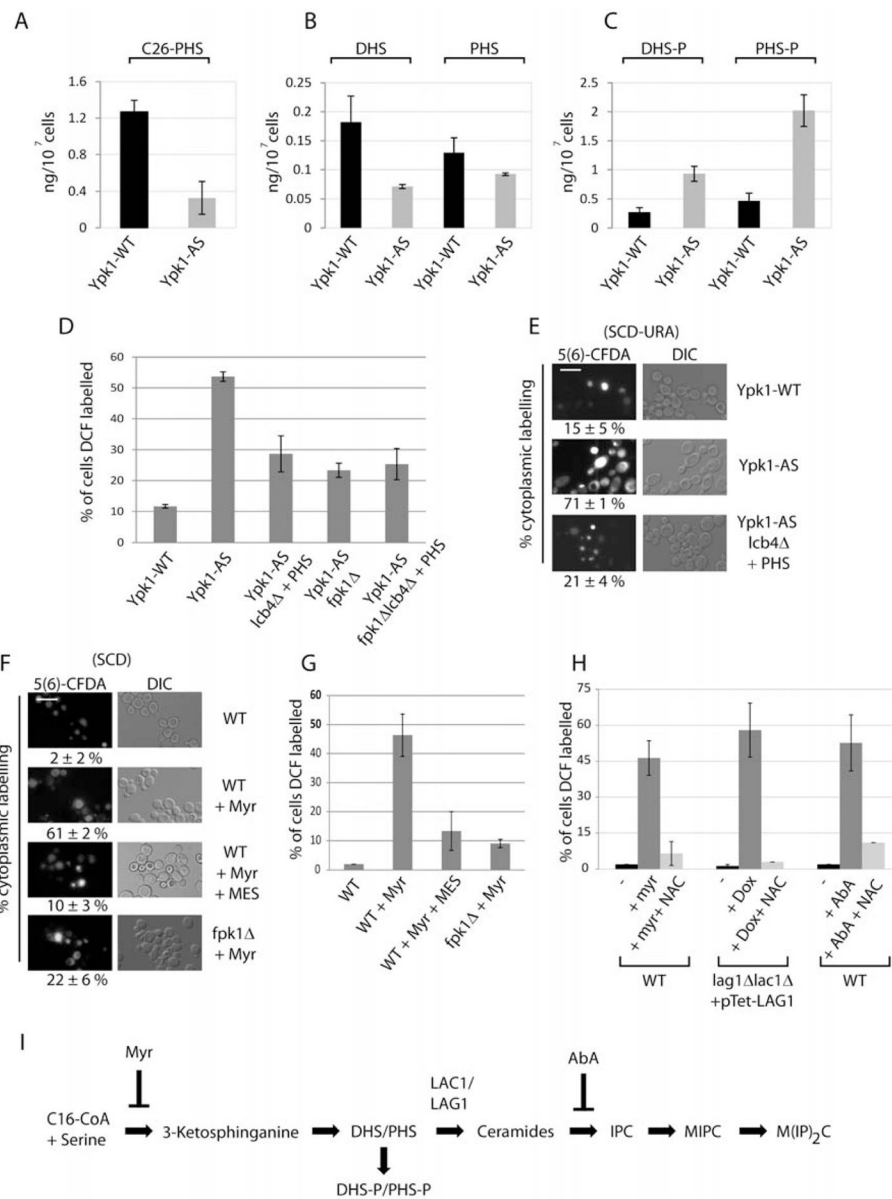 A
C26-PHS
ng/10 7cells
1.6
1.2
0.8
0.4
0
Ypk1-WT
Ypk1-AS
B
DHS
PHS
ng/10 7cells
0.25
0.2
0.15
0.1
0.05
0
Ypk1-WT
Ypk1-AS
Ypk1-WT
Ypk1-AS
C
DHS-P
PHS-P
ng/10 7cells
2.5
2
1.5
1
0.5
0
Ypk1-WT
Ypk1-AS
Ypk1-WT
Ypk1-AS
D
% of cells DCF labelled
60
50
40
30
20
10
0
Ypk1-WT
Ypk1-AS
Ypk1-AS
lcb4Δ + PHS
Ypk1-AS
fpk1Δ
Ypk1-AS
fpk1Δlcb4Δ + PHS
E
(SCD-URA)
5(6)-CFDA
DIC
% cytoplasmic labelling
Ypk1-WT
15 ± 5 %
Ypk1-AS
71 ± 1 %
Ypk1-AS
lcb4Δ
+ PHS
21 ± 4 %
F
(SCD)
5(6)-CFDA
DIC
% cytoplasmic labelling
WT
2 ± 2 %
WT
+ Myr
61 ± 2 %
WT
+ Myr
+ MES
10 ± 3 %
fpk1Δ
+ Myr
22 ± 6 %
G
% of cells DCF labelled
60
50
40
30
20
10
0
WT
WT + Myr
WT + Myr + MES
fpk1Δ + Myr
H
% of cells DCF labelled
75
60
45
30
15
0
-
+ myr
+ myr+ NAC
-
+ Dox
+ Dox+ NAC
-
+ AbA
+ AbA + NAC
WT
lag1Δlac1Δ
+pTet-LAG1
WT
I
Myr
AbA
LAC1/
LAG1
C16-CoA
+ Serine
3-Ketosphinganine
DHS/PHS
Ceramides
IPC
MIPC
M(IP)2C
DHS-P/PHS-P